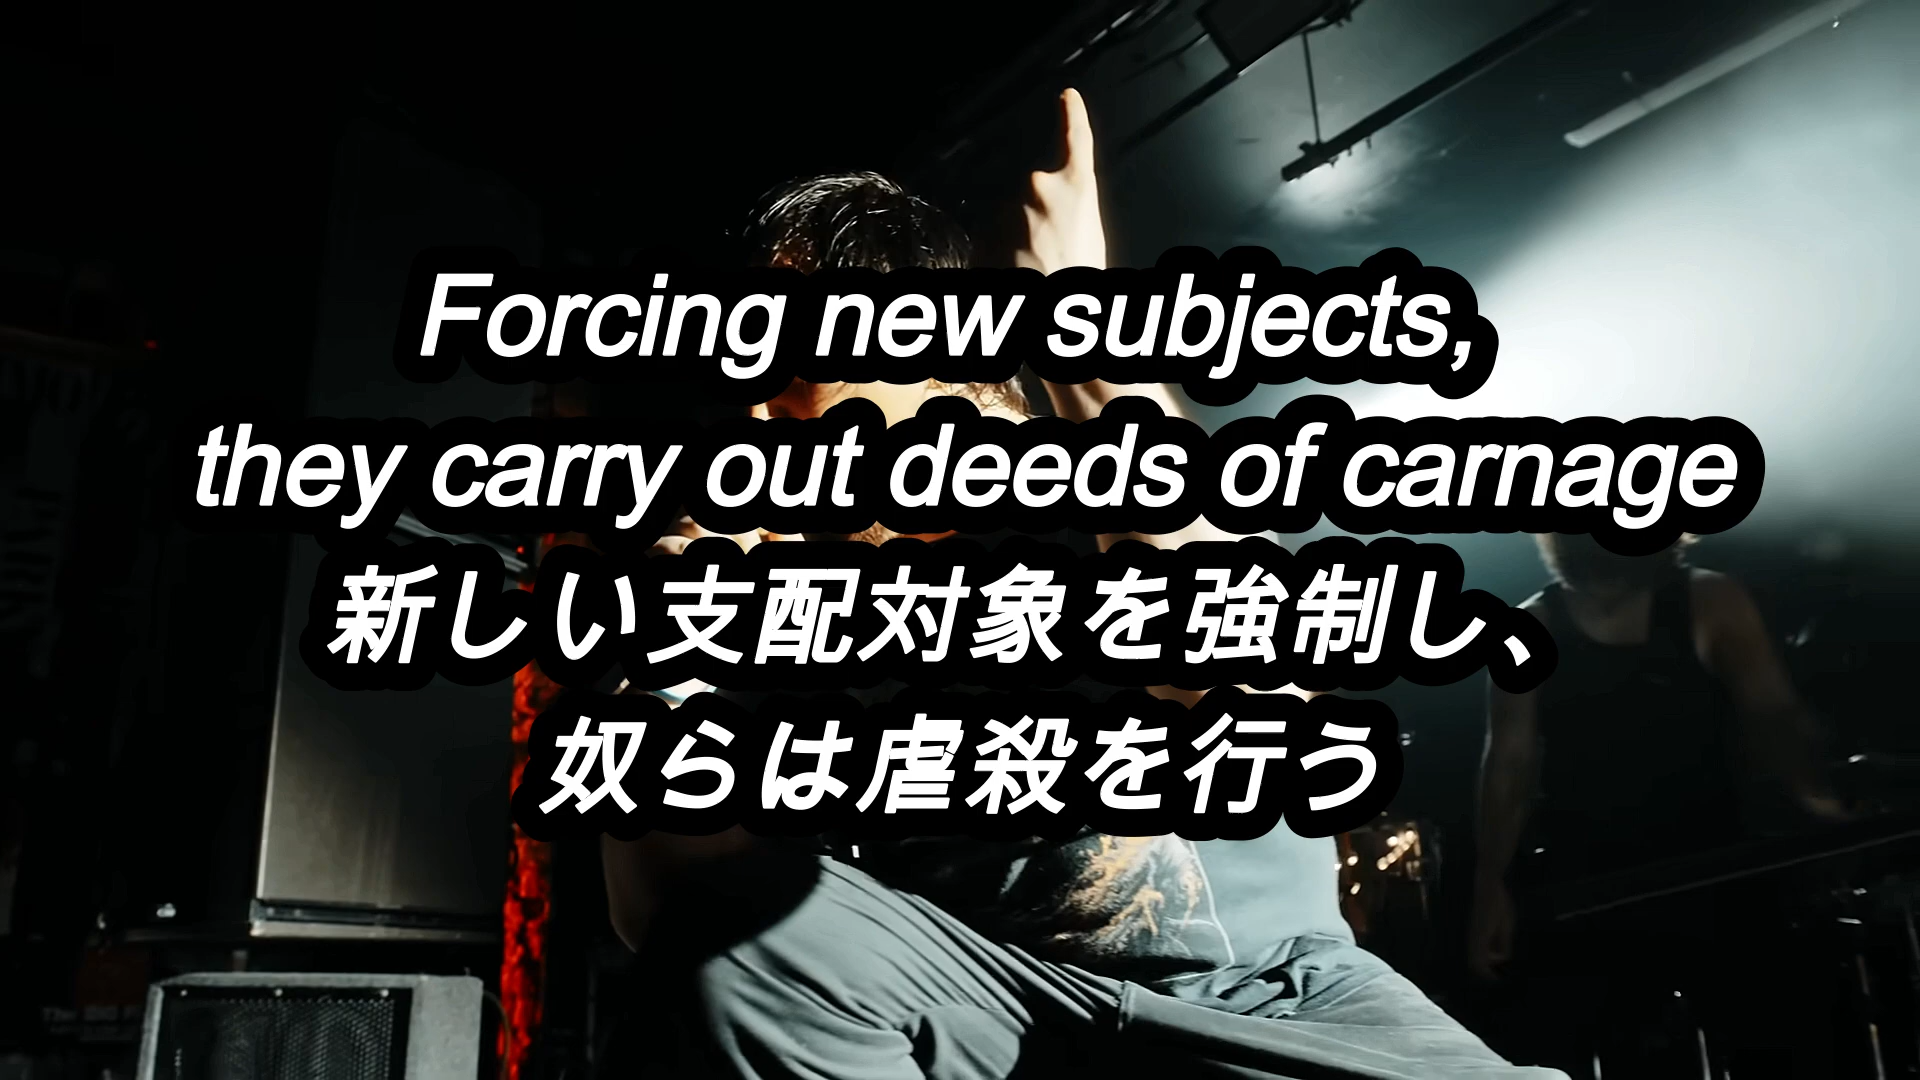 Forcing new subjects,
they carry out deeds of carnage
新しい支配対象を強制し、
奴らは虐殺を行う